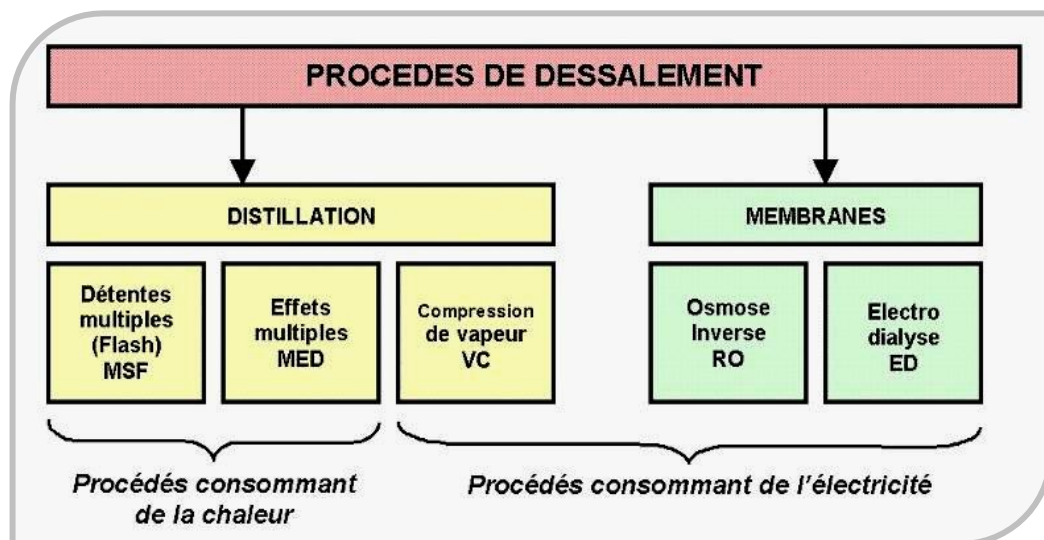 PROCEDES DE DESSALEMENT
DISTILLATION
MEMBRANES
Détentes
multiples
(Flash)
MSF
Effets
multiples
MED
Compression
de vapeur
VC
Osmose
Inverse
RO
Electro
dialyse
ED
Procédés consommant
de la chaleur
Procédés consommant de l'électricité